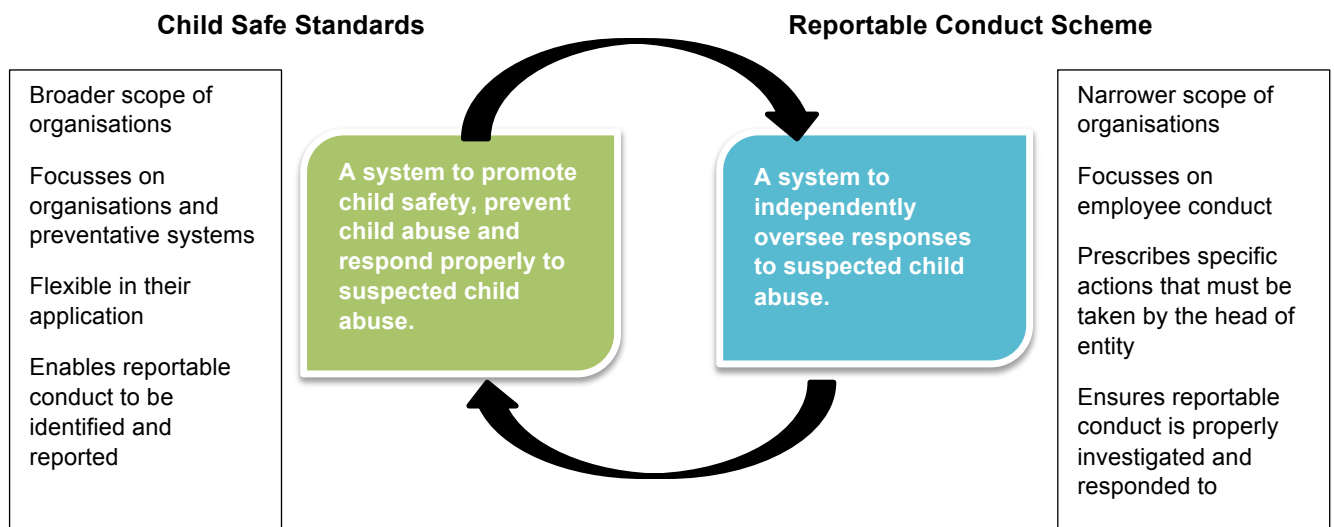 Child Safe Standards
Reportable Conduct Scheme
Broader scope of
organisations
Focusses on
organisations and
preventative systems
Flexible in their
application
Enables reportable
conduct to be
identified and
reported
A system to promote
child safety, prevent
child abuse and
respond properly to
suspected child
abuse.
A system to
independently
oversee responses
to suspected child
abuse.
Narrower scope of
organisations
Focusses on
employee conduct
Prescribes specific
actions that must be
taken by the head of
entity
Ensures reportable
conduct is properly
investigated and
responded to